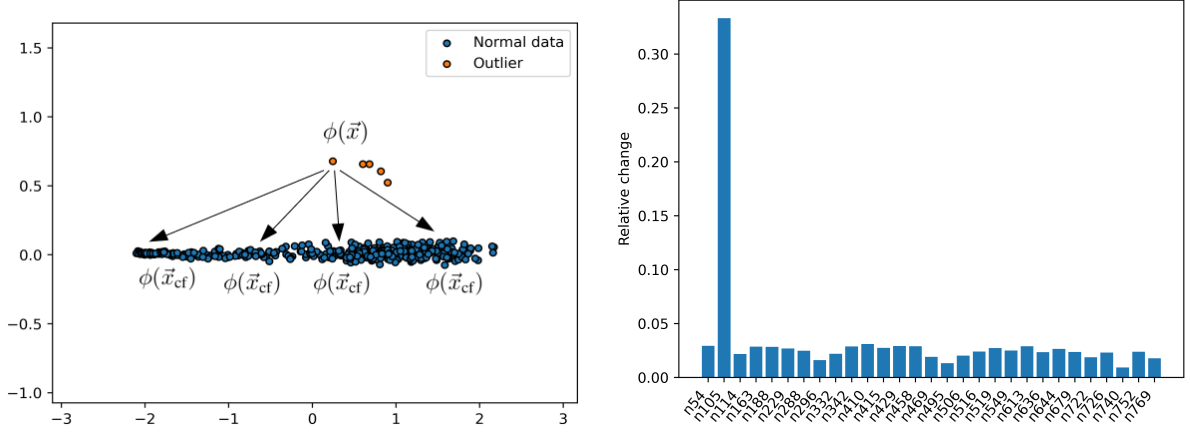 1.5
1.0
0.5
0.0
−0.5
−1.0
−3
−2
−1
0
1
2
3
Normal data
Outlier
ϕ(x⃗)
ϕ(x⃗cf)
ϕ(x⃗cf)
ϕ(x⃗cf)
ϕ(x⃗cf)
Relative change
0.30
0.25
0.20
0.15
0.10
0.05
0.00
n54
n105
n114
n163
n188
n229
n288
n296
n332
n342
n410
n415
n429
n458
n469
n495
n506
n516
n519
n549
n613
n636
n644
n679
n722
n726
n740
n752
n769